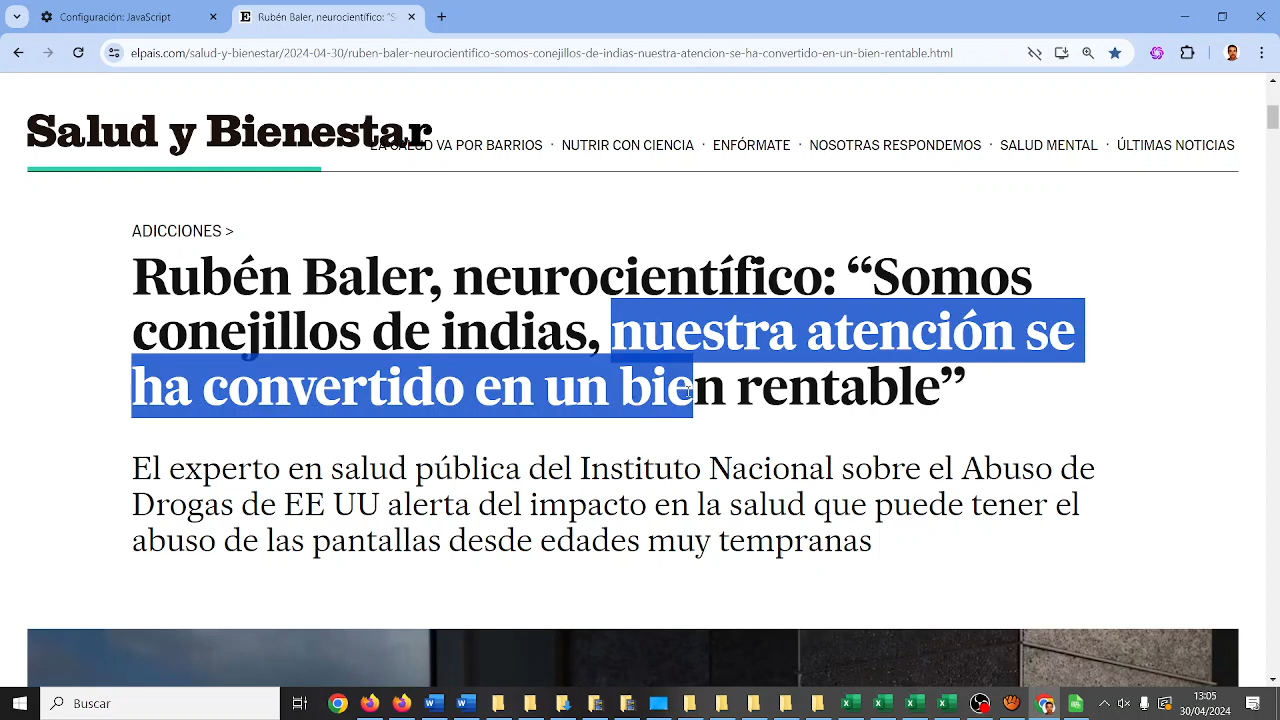 Configuración: JavaScript
Rubén Baler, neurocientífico: “S
elpais.com/salud-y-bienestar/2024-04-30/ruben-baler-neurocientifico-somos-conejillos-de-indias-nuestra-atencion-se-ha-convertido-en-un-bien-rentable.html
Salud y Bienestar
LA SALUD VA POR BARRIOS · NUTRIR CON CIENCIA · ENFÓRMATE · NOSOTRAS RESPONDEMOS · SALUD MENTAL · ÚLTIMAS NOTICIAS
ADICCIONES >
Rubén Baler, neurocientífico: “Somos
conejillos de indias, nuestra atención se
ha convertido en un bien rentable”
El experto en salud pública del Instituto Nacional sobre el Abuso de
Drogas de EE UU alerta del impacto en la salud que puede tener el
abuso de las pantallas desde edades muy tempranas
Buscar
13:05
30/04/2024